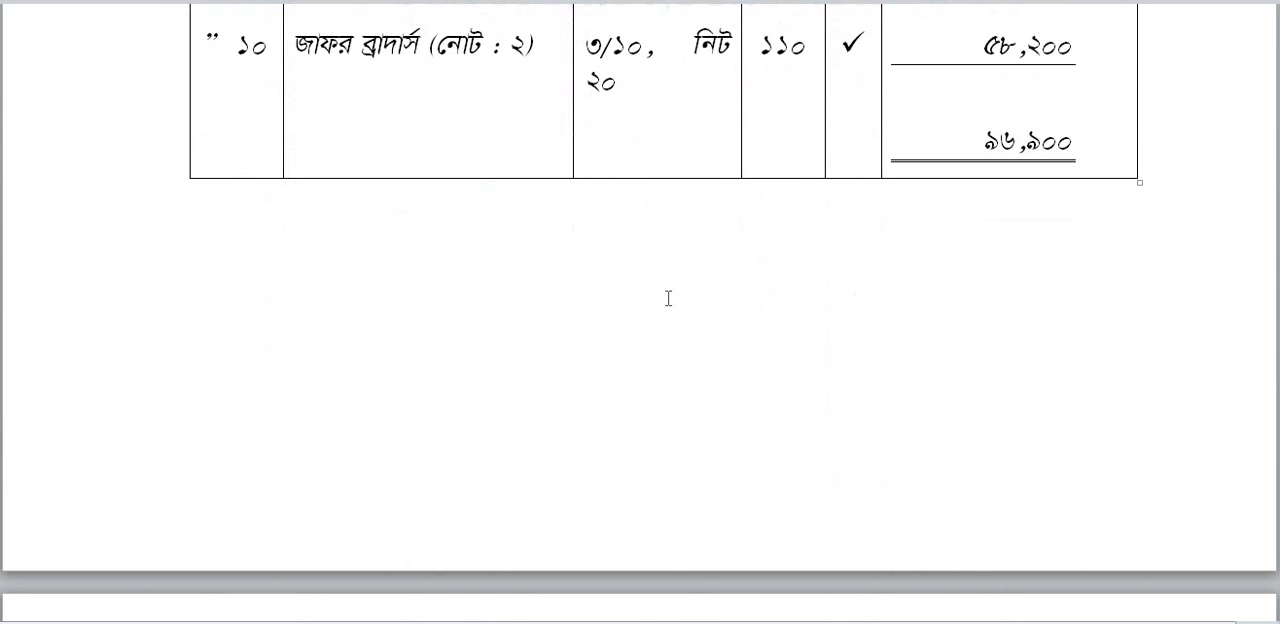 ” ১০ জাফর ব্রাদার্স (নোট : ২) ৩/১০, নিট ১১০ ✓ ৫৮,২০০
২০
৯৬,৯০০